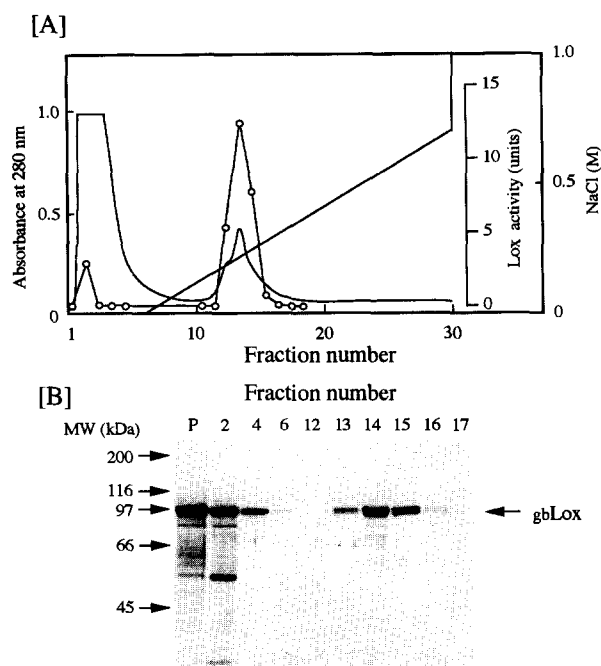 [A]
Absorbance at 280 nm
1.0
0.5
0
1
10
20
30
Fraction number
15
10
5
0
Lox activity (units)
1.0
0.5
0
NaCl (M)
[B]
Fraction number
MW (kDa)
P 2 4 6 12 13 14 15 16 17
200
116
97
66
45
gbLox